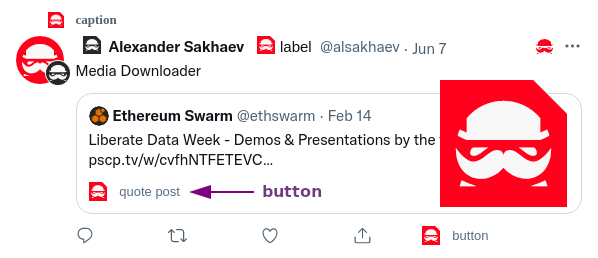 caption
Alexander Sakhaev label @alsakhaev · Jun 7
Media Downloader
Ethereum Swarm @ethswarm · Feb 14
Liberate Data Week - Demos & Presentations by the
pscp.tv/w/cvfhNTFETEVC...
quote post button
button